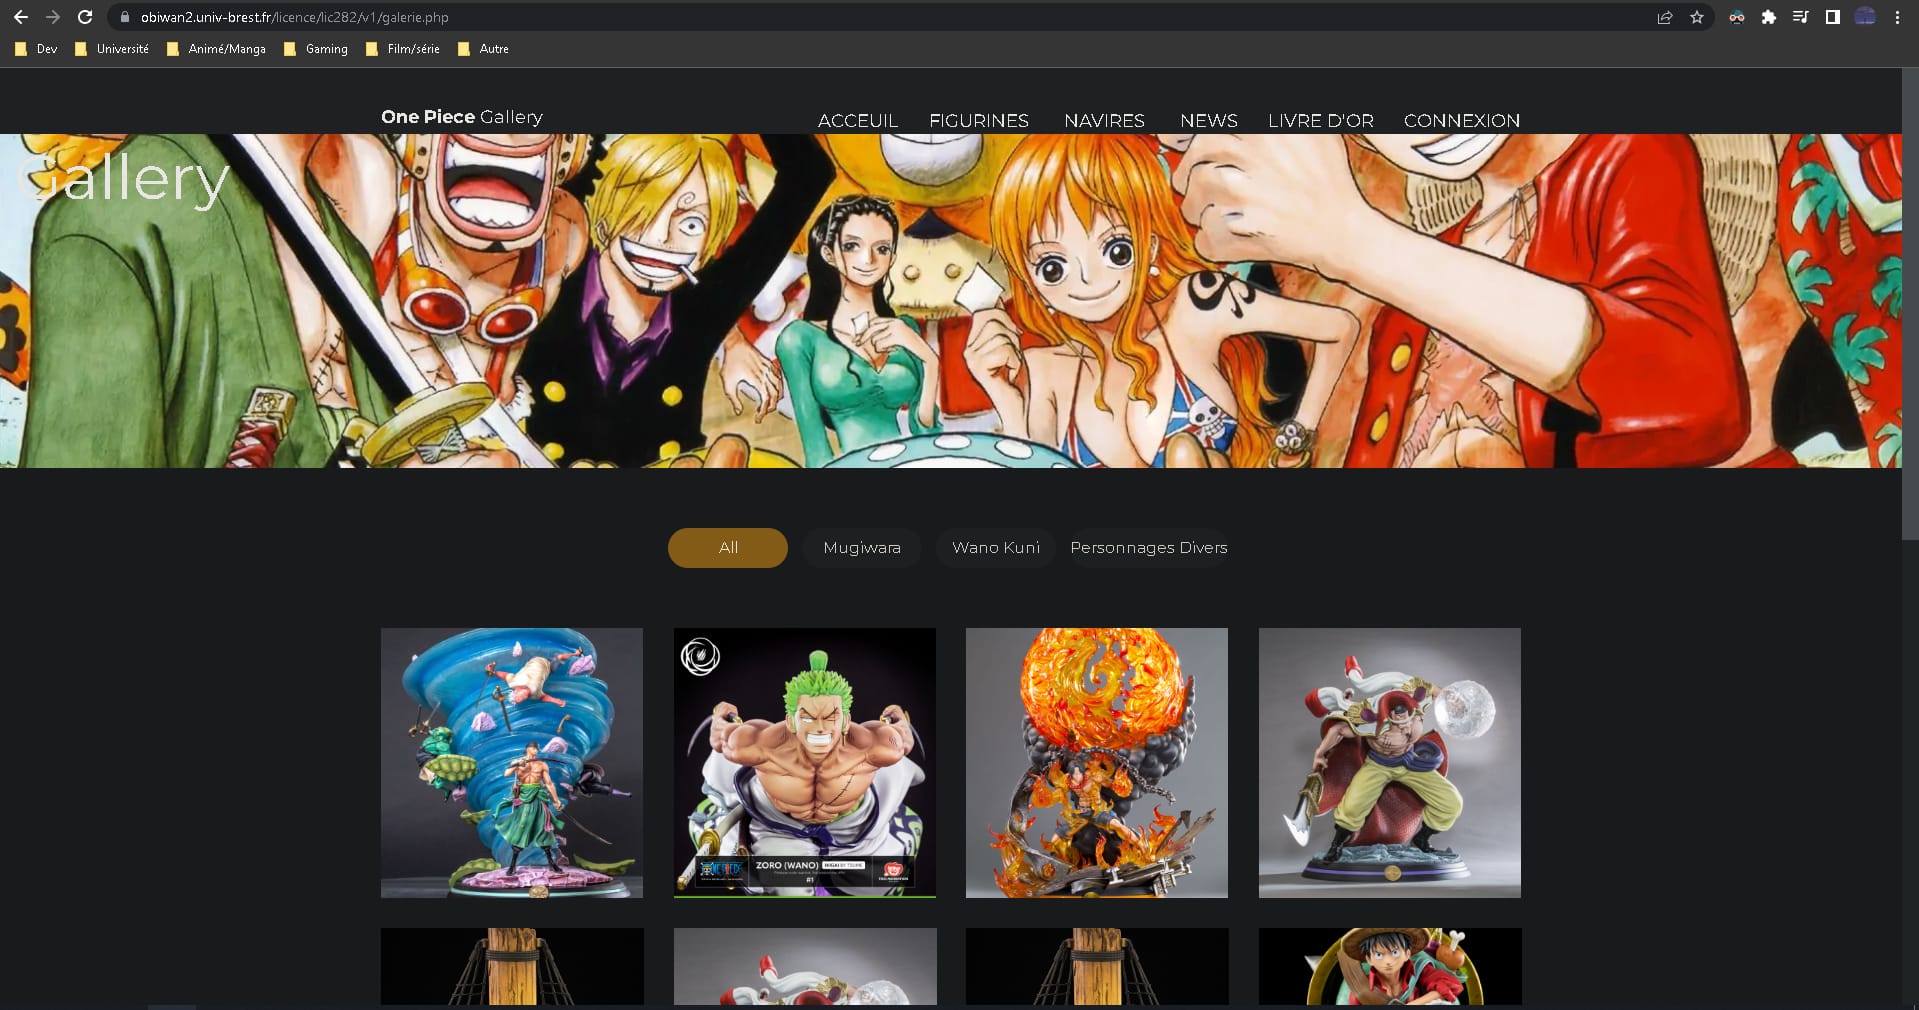 obiwan2.univ-brest.fr/licence/lic282/v1/galerie.php
Dev Université Animé/Manga Gaming Film/série Autre
One Piece Gallery ACCEUIL FIGURINES NAVIRES NEWS LIVRE D'OR CONNEXION
Gallery
All Mugiwara Wano Kuni Personnages Divers
ZORO (WANO)
#1